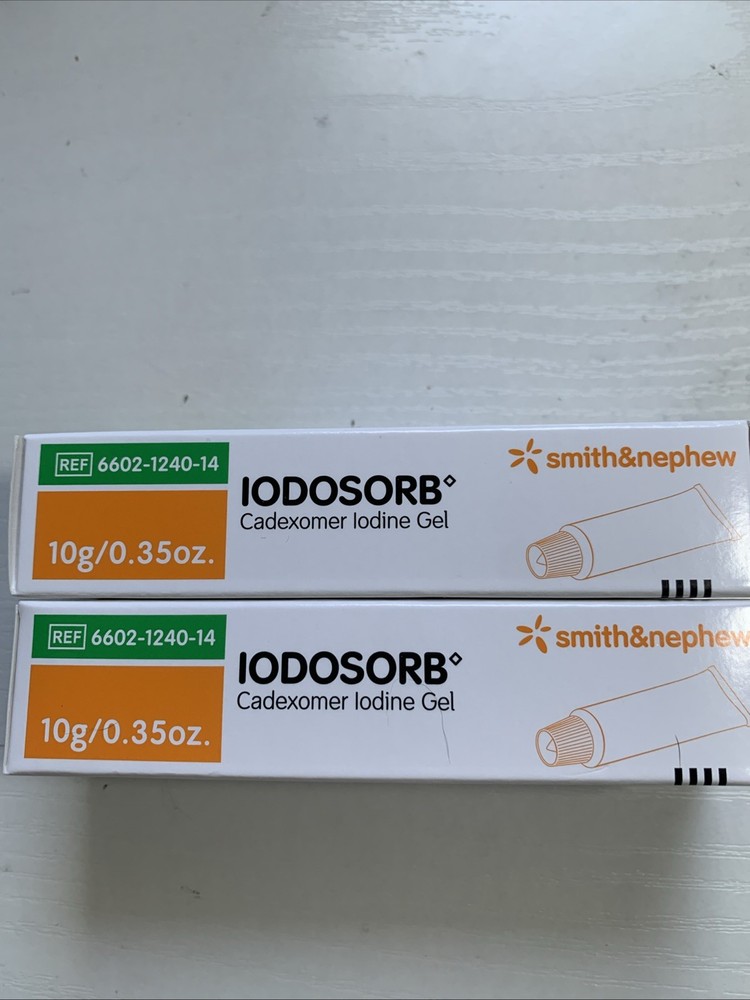 REF 6602-1240-14
10g/0.35oz.
IODOSORB◇
Cadexomer Iodine Gel
smith&nephew
REF 6602-1240-14
10g/0.35oz.
IODOSORB◇
Cadexomer Iodine Gel
smith&nephew